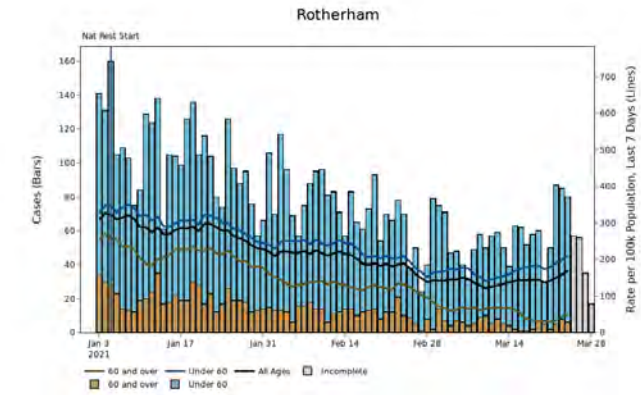 Rotherham
Nat Rest Start
160
140
120
100
80
60
40
20
0
Cases (Bars)
700
600
500
400
300
200
100
0
Rate per 100k Population, Last 7 Days (Lines)
Jan 3 Jan 17 Jan 31 Feb 14 Feb 28 Mar 14 Mar 28
2021
60 and over Under 60 All Ages Incomplete
60 and over Under 60